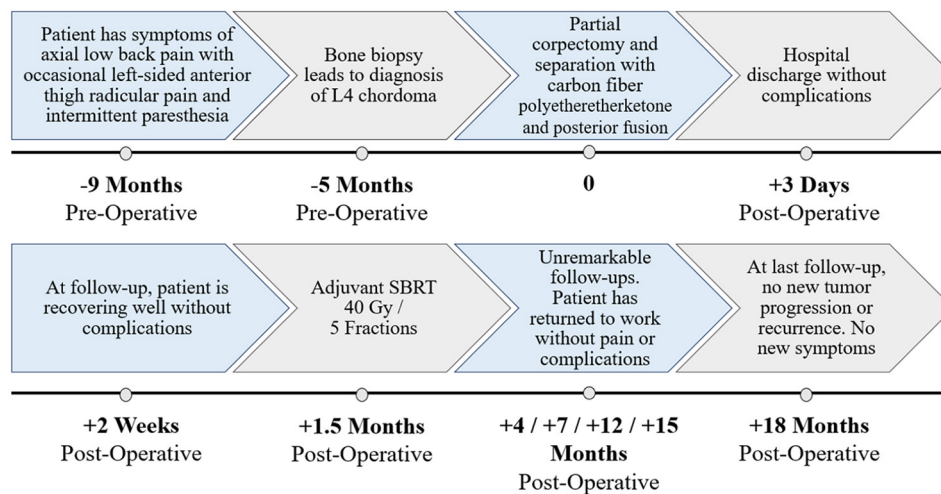 Patient has symptoms of
axial low back pain with
occasional left-sided anterior
thigh radicular pain and
intermittent paresthesia
Bone biopsy
leads to diagnosis
of L4 chordoma
Partial
corpectomy and
separation with
carbon fiber
polyetheretherketone
and posterior fusion
Hospital
discharge without
complications
-9 Months
Pre-Operative
-5 Months
Pre-Operative
0
+3 Days
Post-Operative
At follow-up, patient is
recovering well without
complications
Adjuvant SBRT
40 Gy /
5 Fractions
Unremarkable
follow-ups.
Patient has
returned to work
without pain or
complications
At last follow-up,
no new tumor
progression or
recurrence. No
new symptoms
+2 Weeks
Post-Operative
+1.5 Months
Post-Operative
+4 / +7 / +12 / +15
Months
Post-Operative
+18 Months
Post-Operative